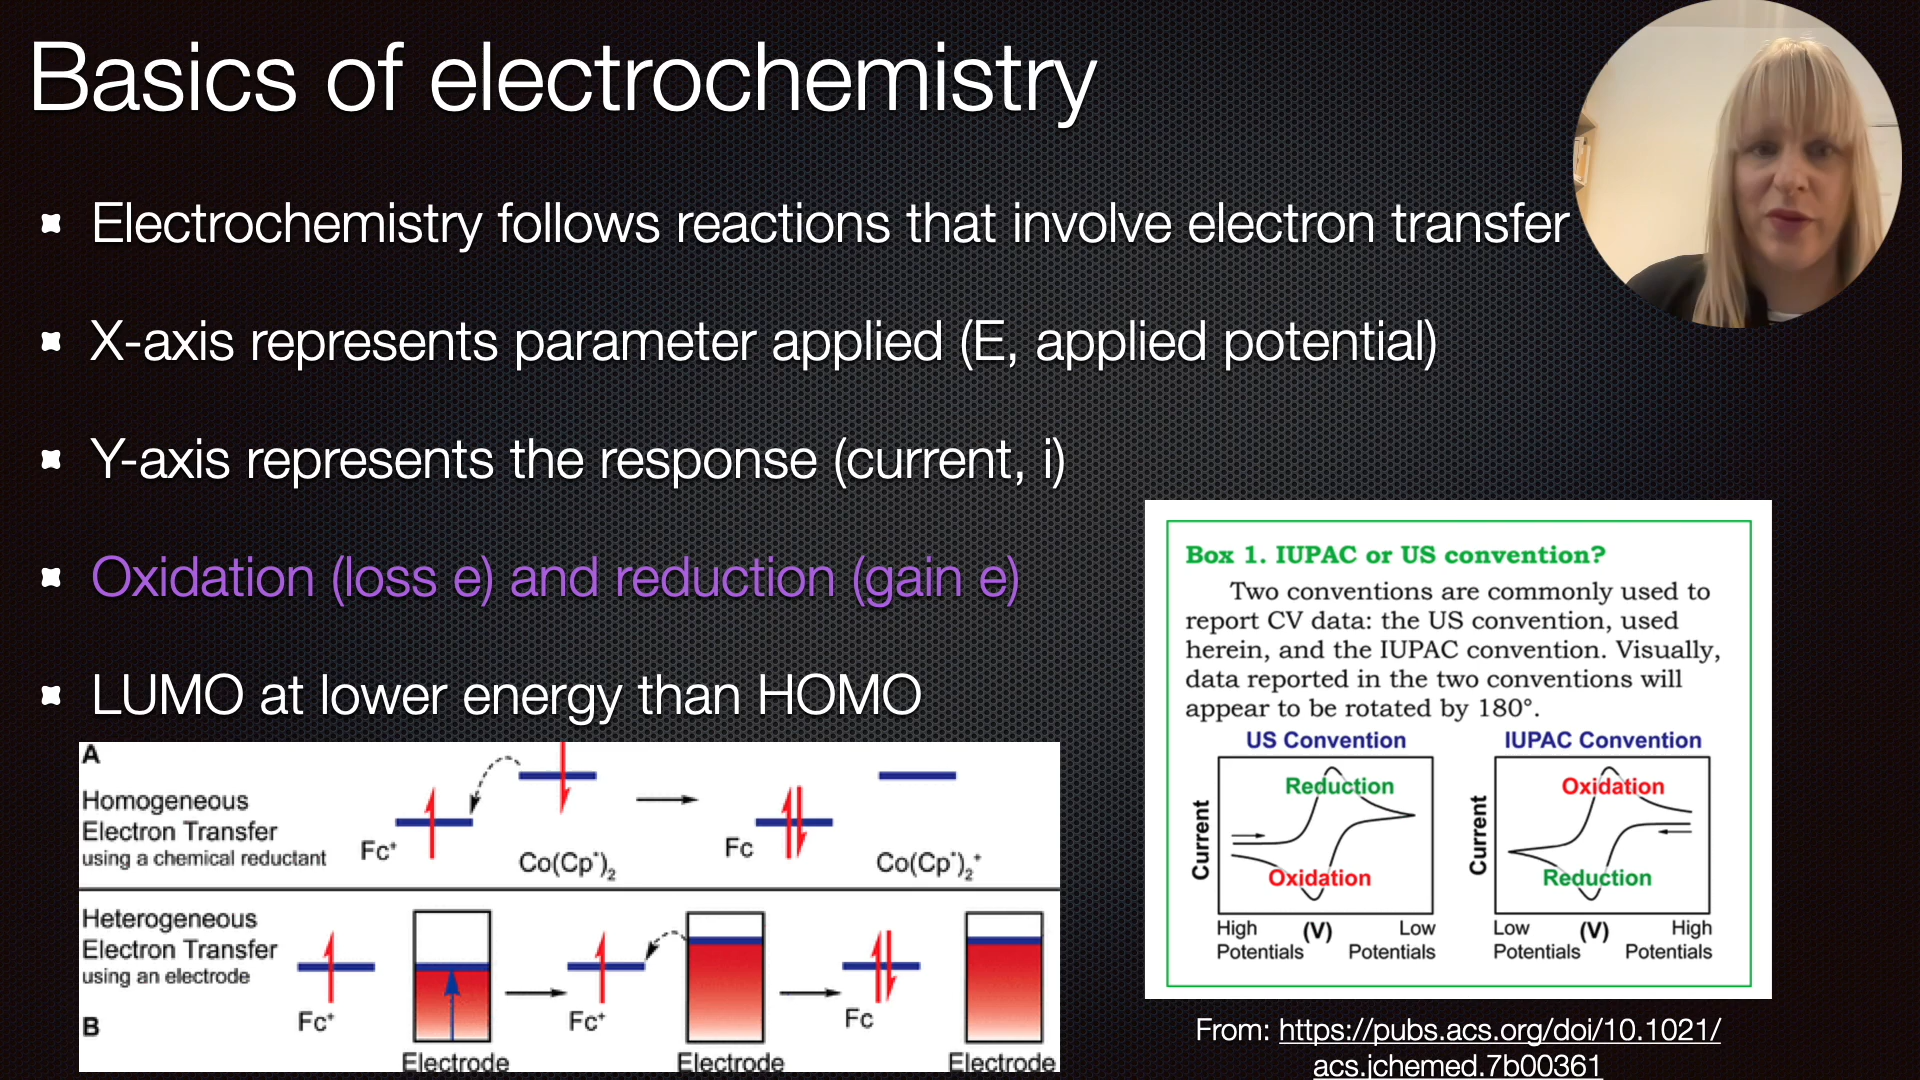 Basics of electrochemistry
Electrochemistry follows reactions that involve electron transfer
X-axis represents parameter applied (E, applied potential)
Y-axis represents the response (current, i)
Oxidation (loss e) and reduction (gain e)
LUMO at lower energy than HOMO
A
Homogeneous
Electron Transfer
using a chemical reductant
Fc⁺
Co(Cp*)₂
Fc
Co(Cp*)₂⁺
Heterogeneous
Electron Transfer
using an electrode
B
Fc⁺
Electrode
Fc⁺
Electrode
Fc
Electrode
Box 1. IUPAC or US convention?
Two conventions are commonly used to
report CV data: the US convention, used
herein, and the IUPAC convention. Visually,
data reported in the two conventions will
appear to be rotated by 180°.
US Convention
Current
Reduction
Oxidation
High Potentials
(V)
Low Potentials
IUPAC Convention
Current
Oxidation
Reduction
Low Potentials
(V)
High Potentials
From: https://pubs.acs.org/doi/10.1021/
acs.jchemed.7b00361